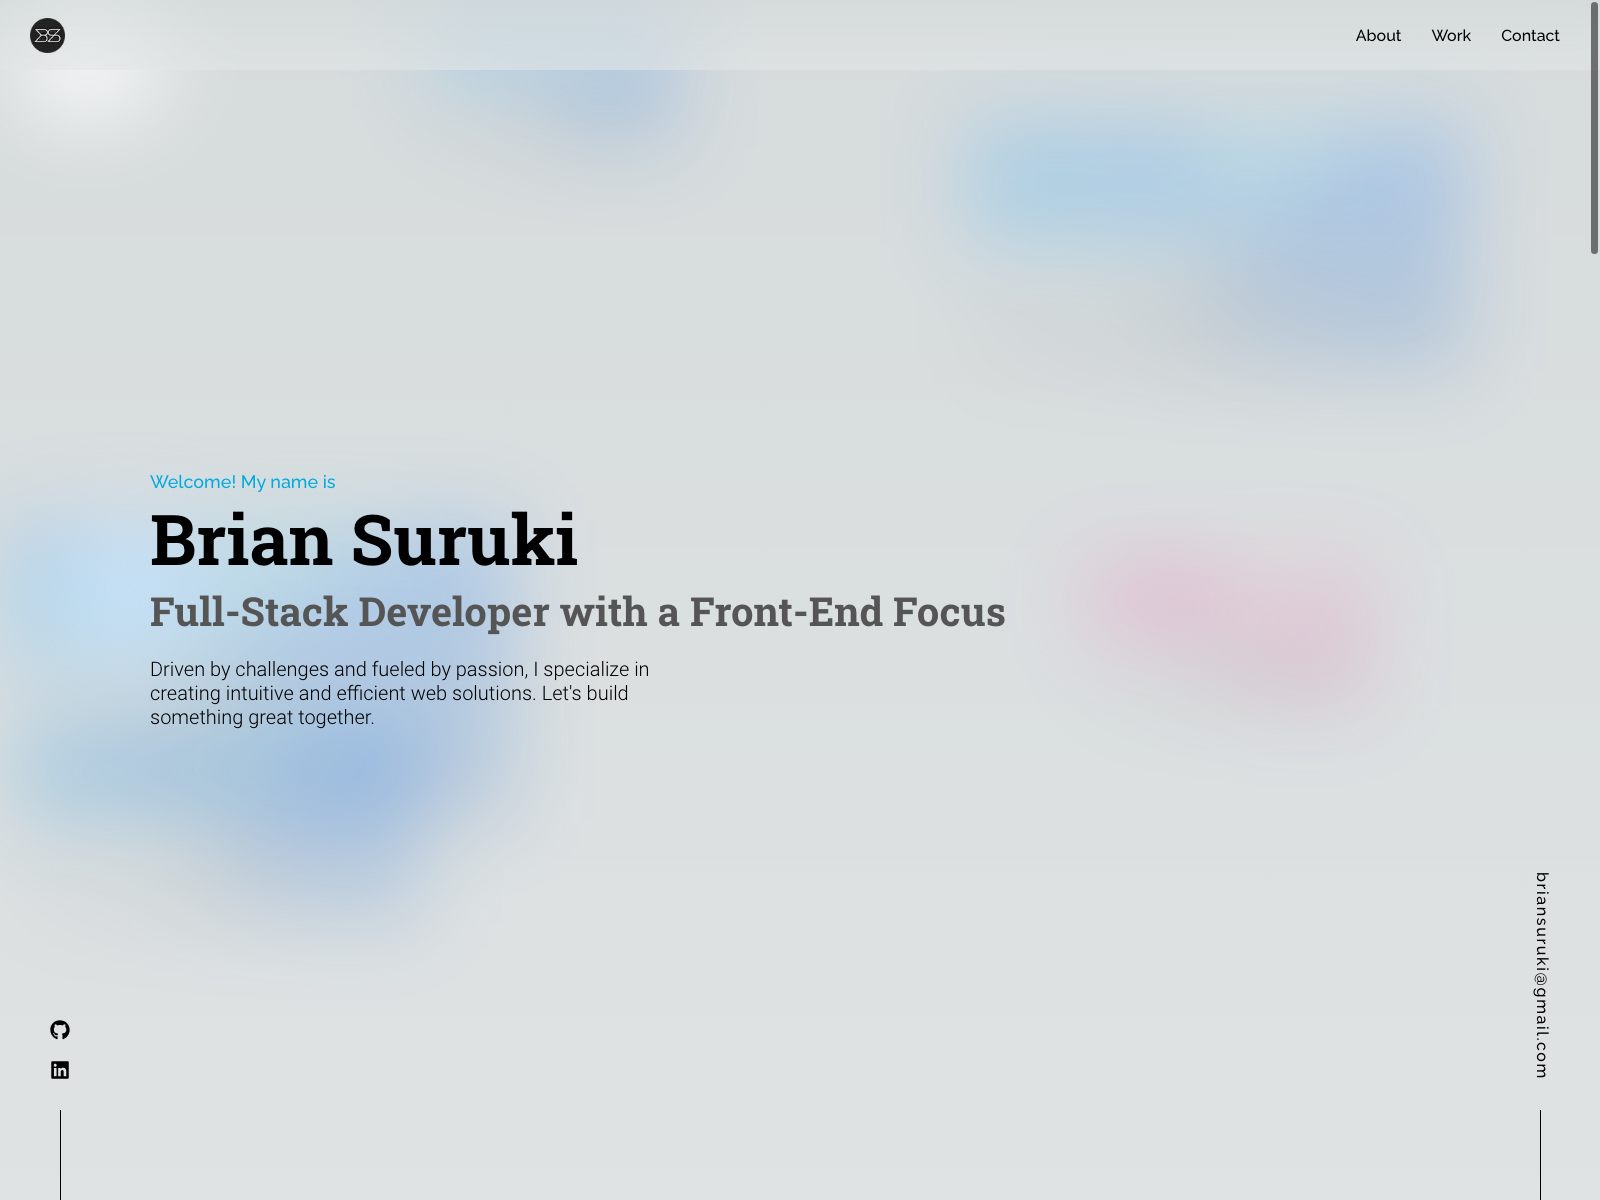 BS
About
Work
Contact
Welcome! My name is
Brian Suruki
Full-Stack Developer with a Front-End Focus
Driven by challenges and fueled by passion, I specialize in
creating intuitive and efficient web solutions. Let's build
something great together.
briansuruki@gmail.com
in